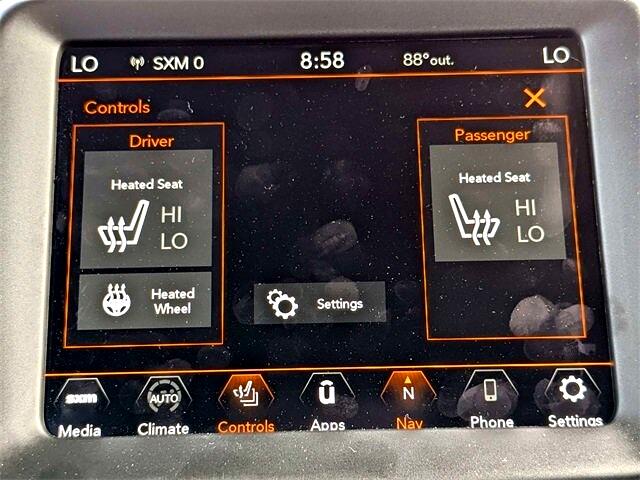 LO SXM 0 8:58 88° out. LO
Controls
Driver
Heated Seat
HI
LO
Heated
Wheel
Settings
Passenger
Heated Seat
HI
LO
sxm AUTO ū N
Media Climate Controls Apps Nav Phone Settings